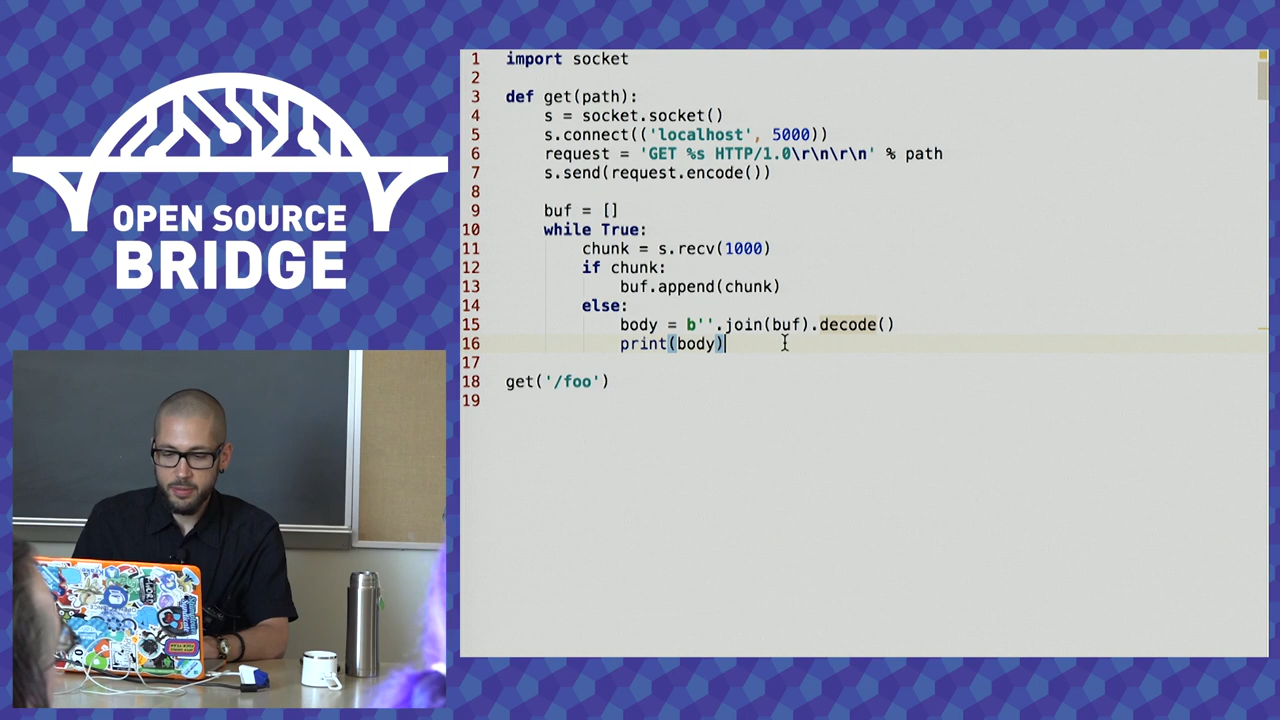 OPEN SOURCE
BRIDGE
1 import socket
2
3 def get(path):
4     s = socket.socket()
5     s.connect(('localhost', 5000))
6     request = 'GET %s HTTP/1.0\r\n\r\n' % path
7     s.send(request.encode())
8
9     buf = []
10     while True:
11         chunk = s.recv(1000)
12         if chunk:
13             buf.append(chunk)
14         else:
15             body = b''.join(buf).decode()
16             print(body)
17
18 get('/foo')
19